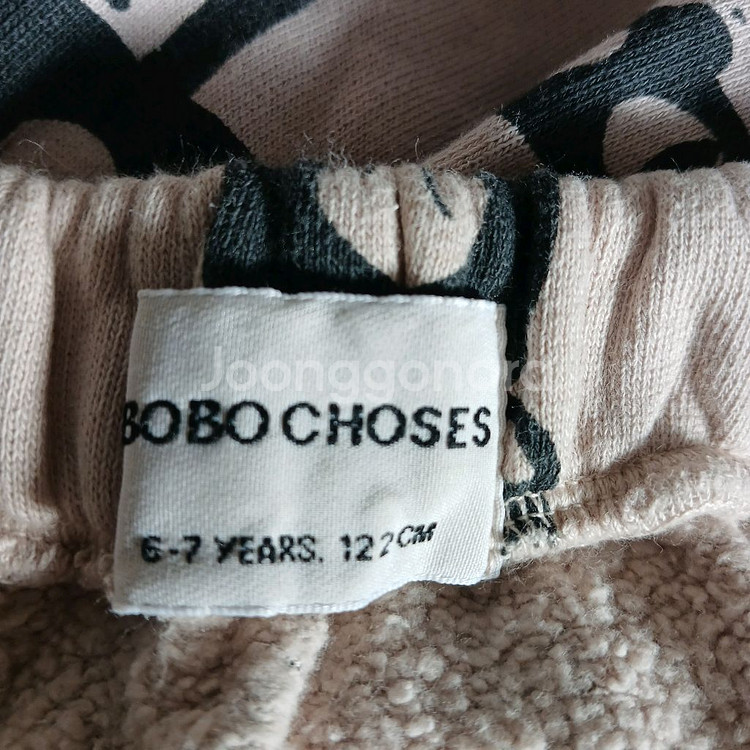 Joonggonara
BOBO CHOSES
6-7 YEARS. 122CM